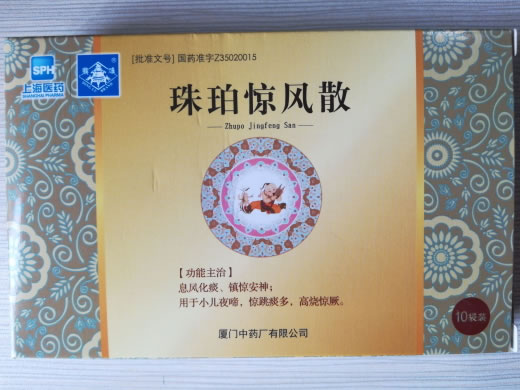 [批准文号] 国药准字Z35020015
SPH
上海医药
SHANGHAI PHARMA
珠珀惊风散
Zhupo Jingfeng San
【功能主治】
息风化痰、镇惊安神；
用于小儿夜啼，惊跳痰多，高烧惊厥。
10袋装
厦门中药厂有限公司